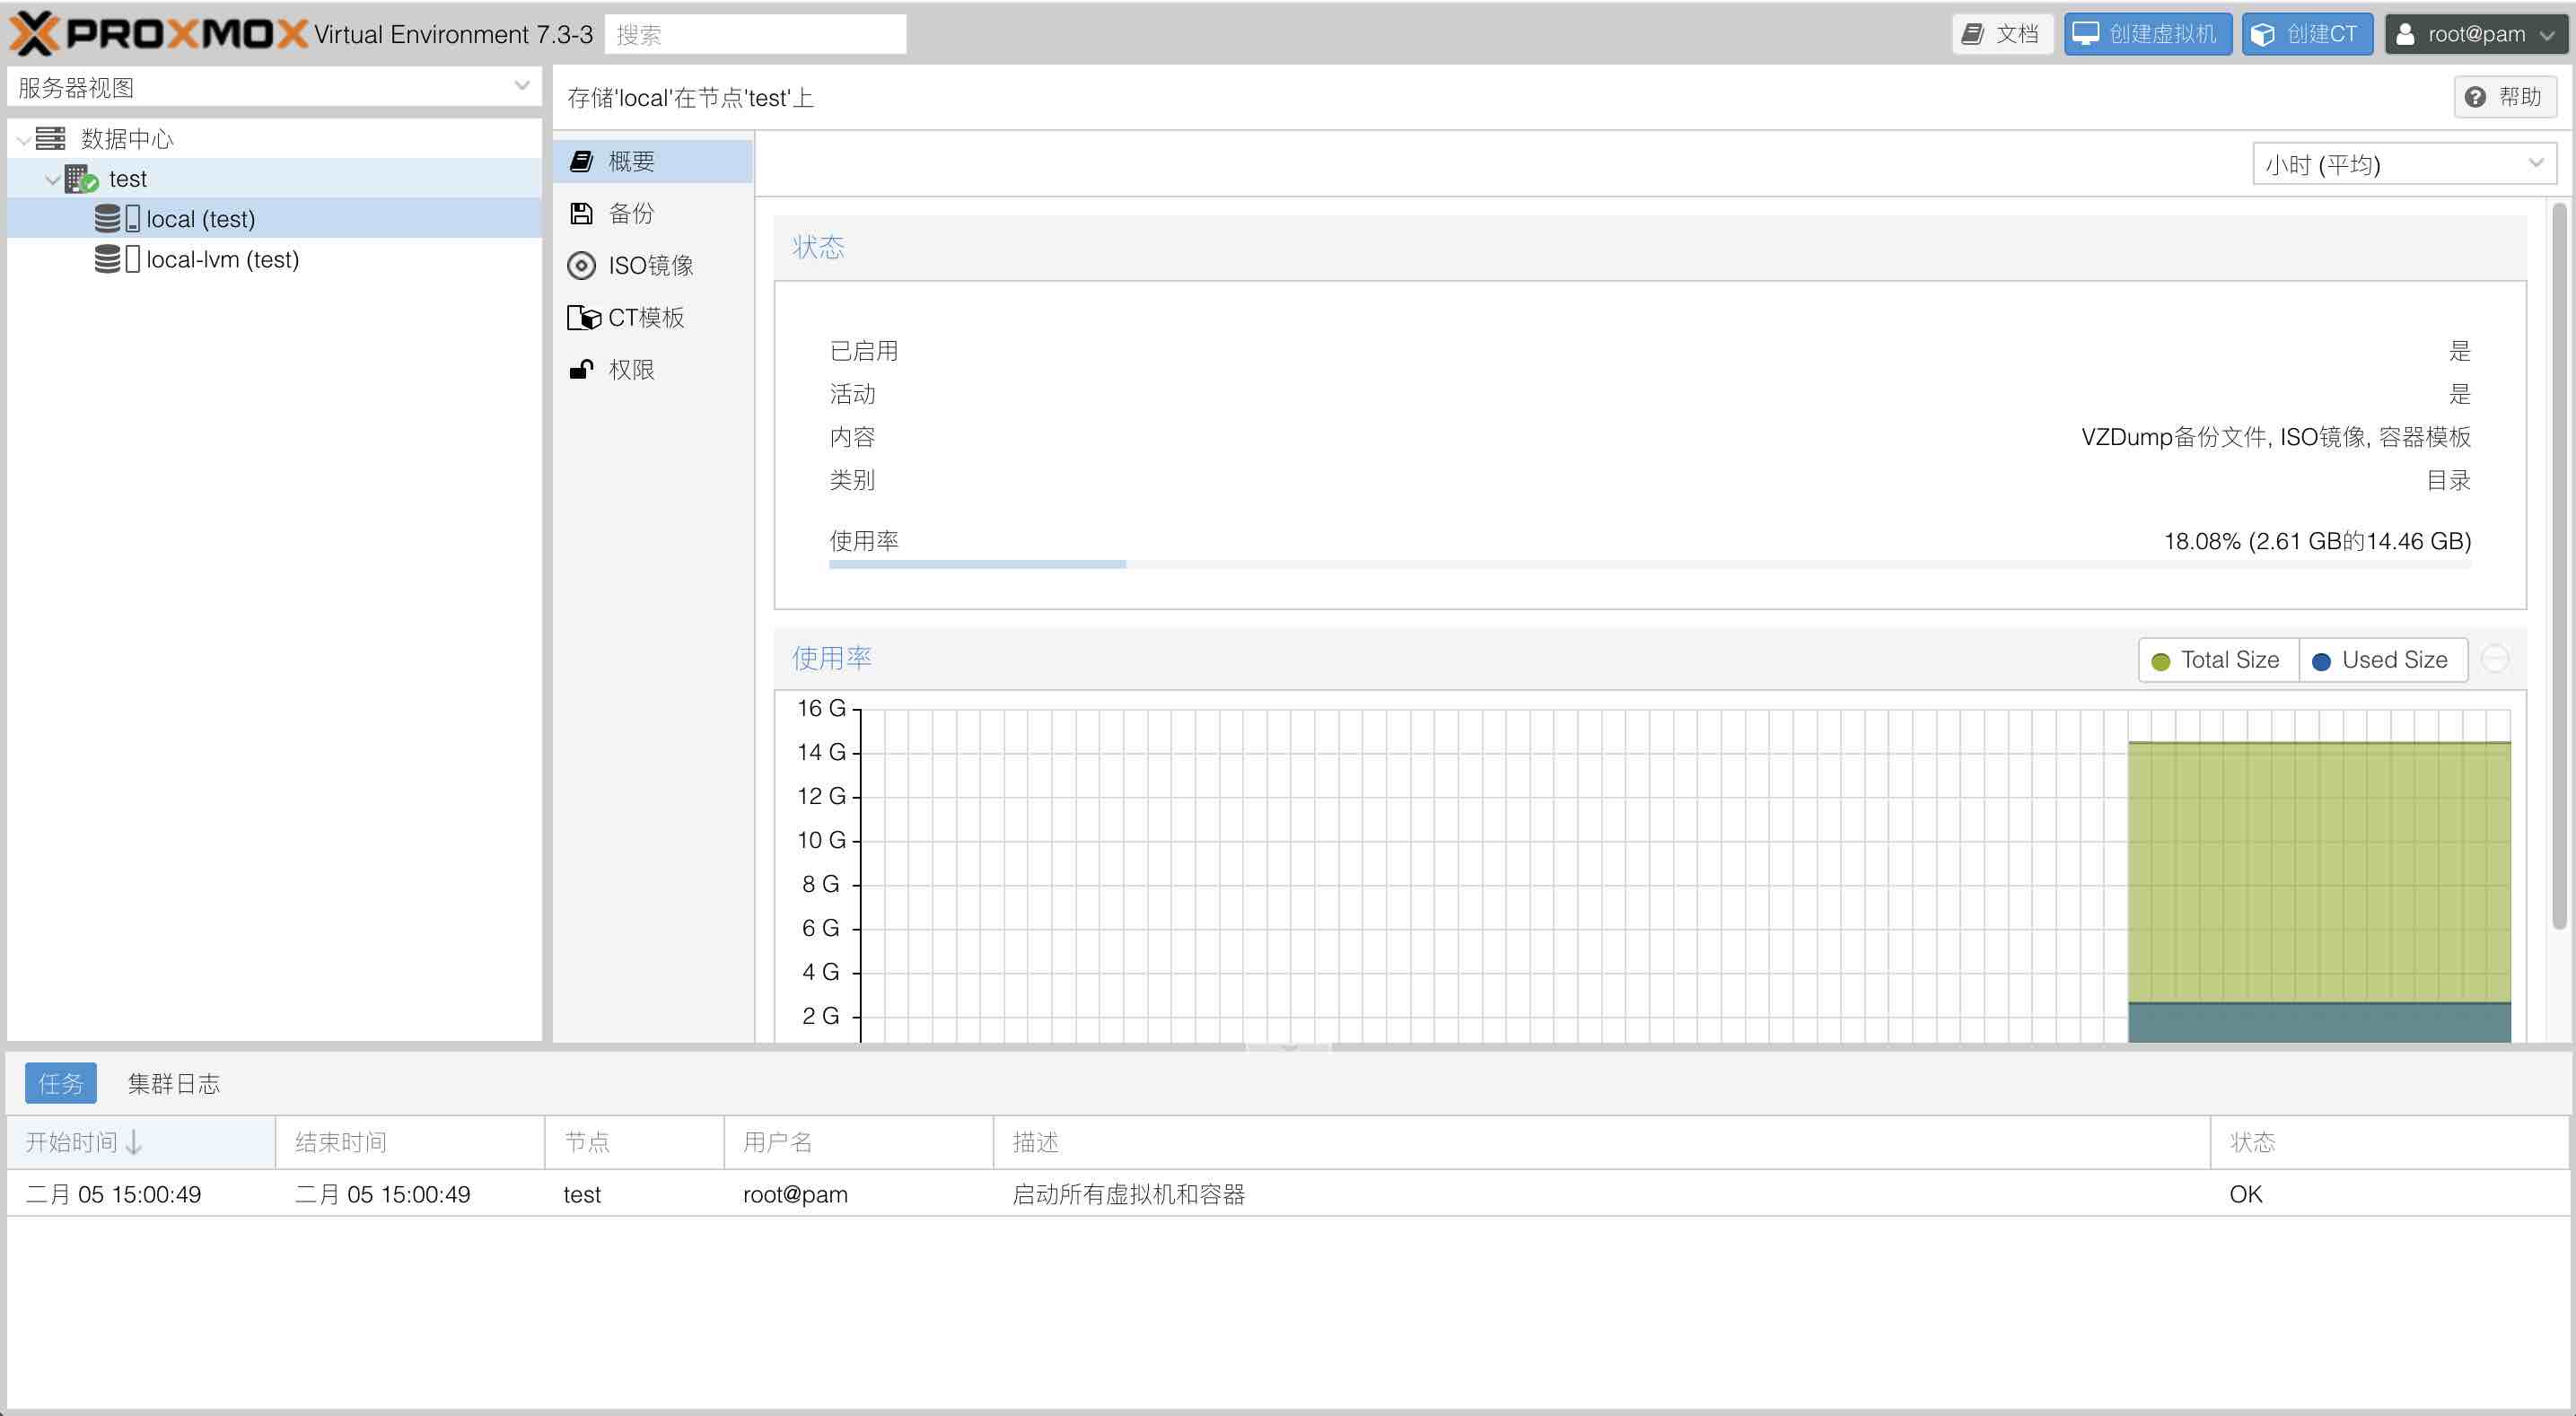 PROXMOX Virtual Environment 7.3-3 搜索 文档 创建虚拟机 创建CT root@pam
服务器视图
存储'local'在节点'test'上 帮助
数据中心
test
local (test)
local-lvm (test)
概要
备份
ISO镜像
CT模板
权限
小时 (平均)
状态
已启用 是
活动 是
内容 VZDump备份文件, ISO镜像, 容器模板
类别 目录
使用率 18.08% (2.61 GB的14.46 GB)
使用率 Total Size Used Size
16 G
14 G
12 G
10 G
8 G
6 G
4 G
2 G
任务 集群日志
开始时间 结束时间 节点 用户名 描述 状态
二月 05 15:00:49 二月 05 15:00:49 test root@pam 启动所有虚拟机和容器 OK